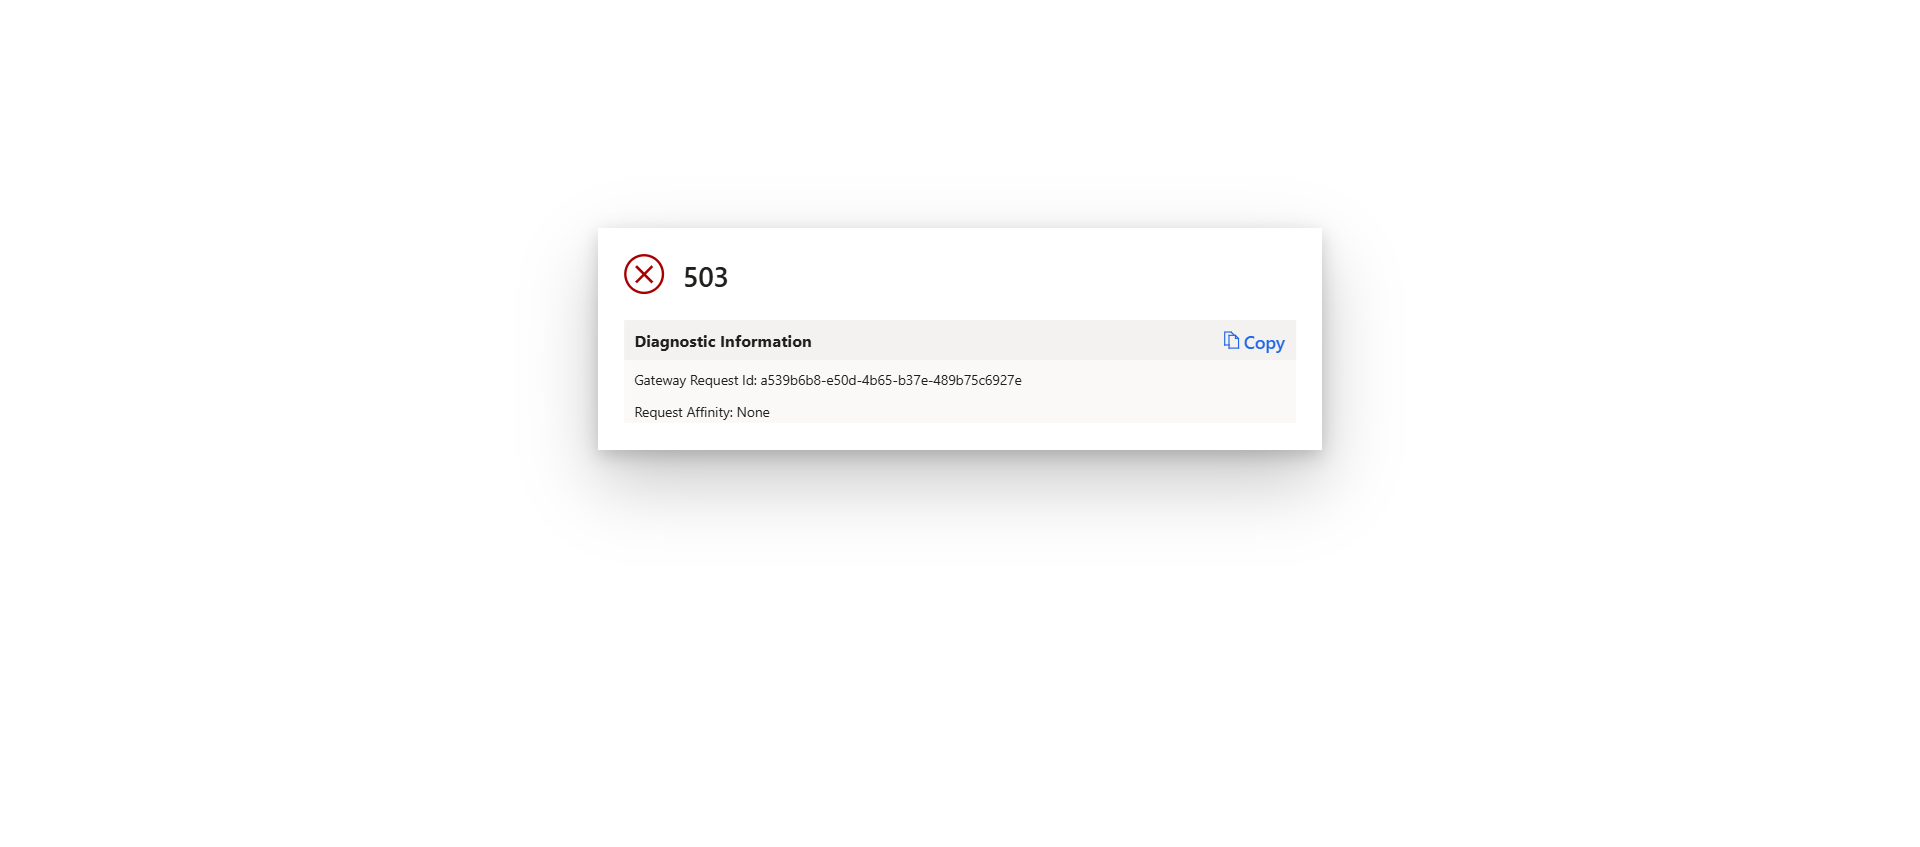 503
Diagnostic Information
Copy
Gateway Request Id: a539b6b8-e50d-4b65-b37e-489b75c6927e
Request Affinity: None